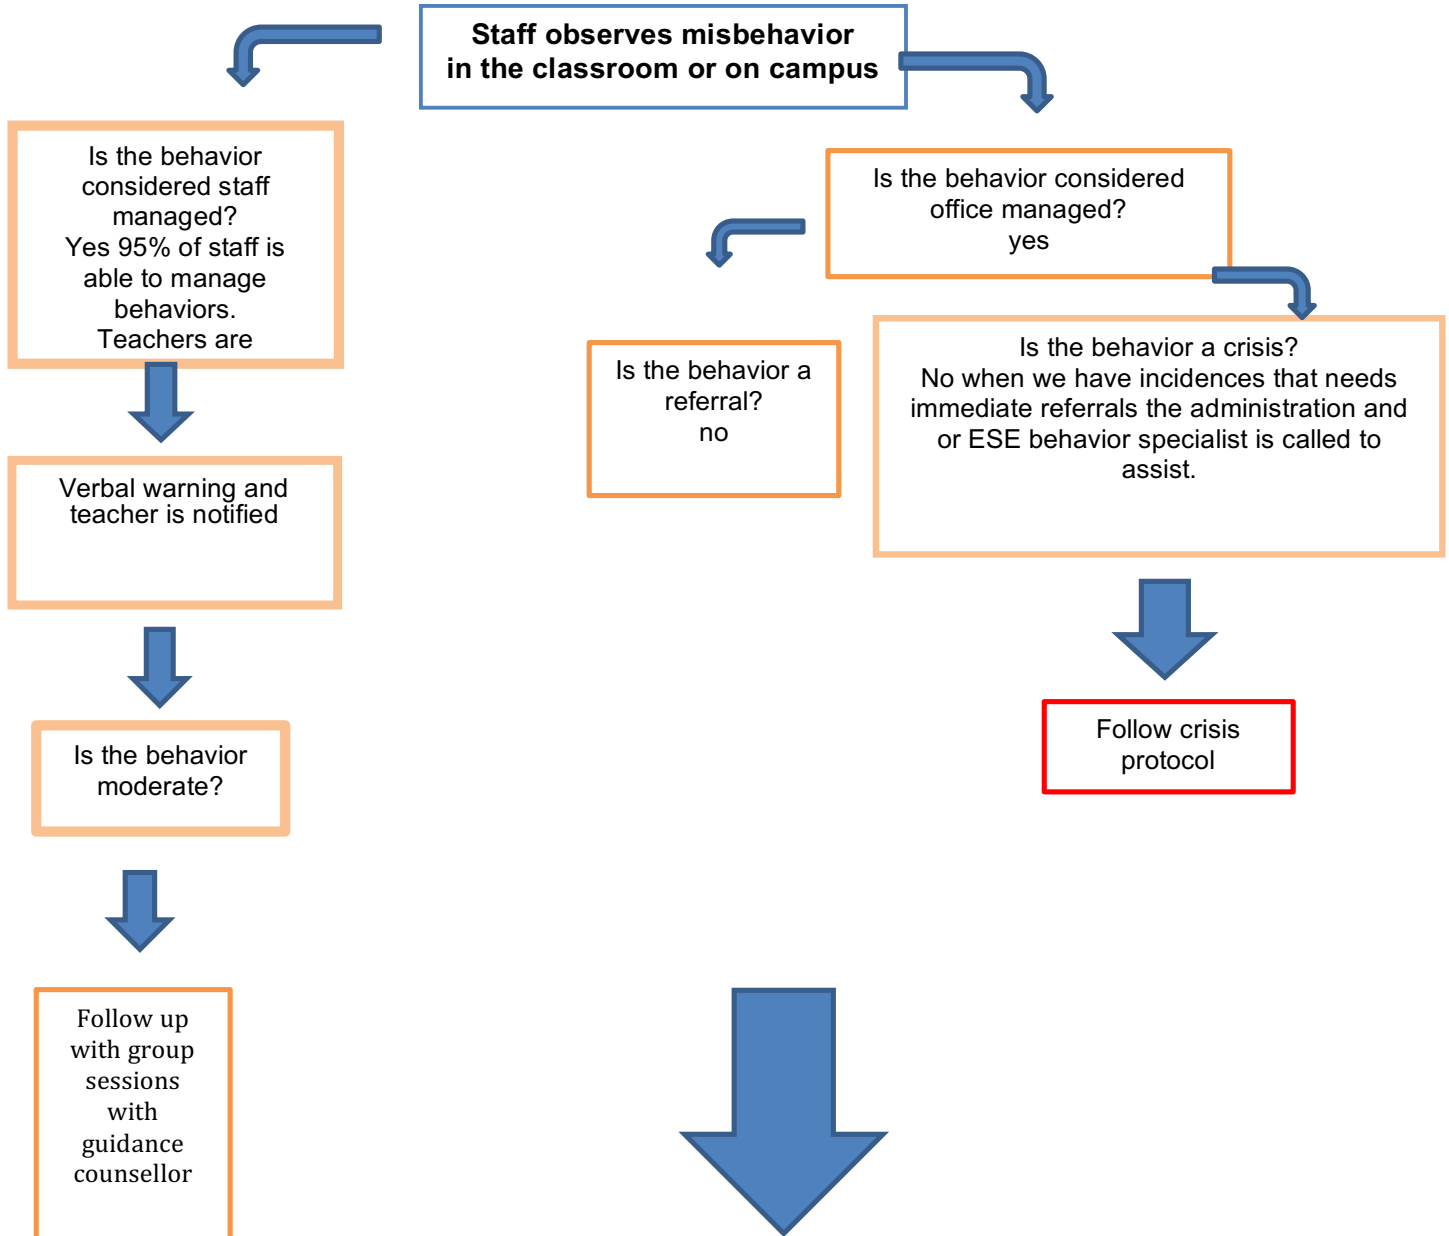 Staff observes misbehavior
in the classroom or on campus
Is the behavior
considered staff
managed?
Yes 95% of staff is
able to manage
behaviors.
Teachers are
Verbal warning and
teacher is notified
Is the behavior
moderate?
Follow up
with group
sessions
with
guidance
counsellor
Is the behavior considered
office managed?
yes
Is the behavior a
referral?
no
Is the behavior a crisis?
No when we have incidences that needs
immediate referrals the administration and
or ESE behavior specialist is called to
assist.
Follow crisis
protocol